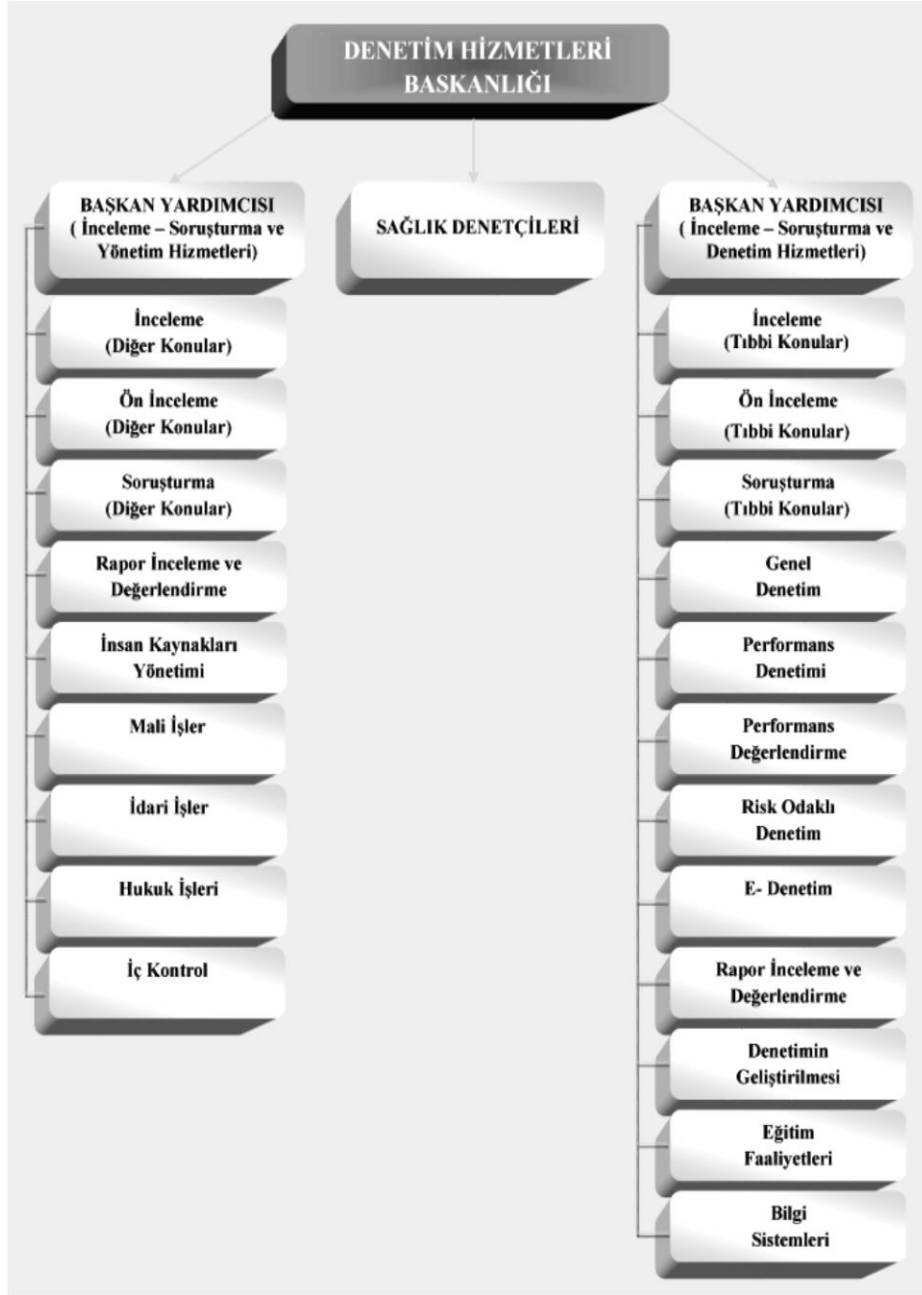 DENETİM HİZMETLERİ
BASKANLIĞI
BAŞKAN YARDIMCISI
( İnceleme – Soruşturma ve
Yönetim Hizmetleri)
İnceleme
(Diğer Konular)
Ön İnceleme
(Diğer Konular)
Soruşturma
(Diğer Konular)
Rapor İnceleme ve
Değerlendirme
İnsan Kaynakları
Yönetimi
Mali İşler
İdari İşler
Hukuk İşleri
İç Kontrol
SAĞLIK DENETÇİLERİ
BAŞKAN YARDIMCISI
( İnceleme – Soruşturma ve
Denetim Hizmetleri)
İnceleme
(Tıbbi Konular)
Ön İnceleme
(Tıbbi Konular)
Soruşturma
(Tıbbi Konular)
Genel
Denetim
Performans
Denetimi
Performans
Değerlendirme
Risk Odaklı
Denetim
E- Denetim
Rapor İnceleme ve
Değerlendirme
Denetimin
Geliştirilmesi
Eğitim
Faaliyetleri
Bilgi
Sistemleri